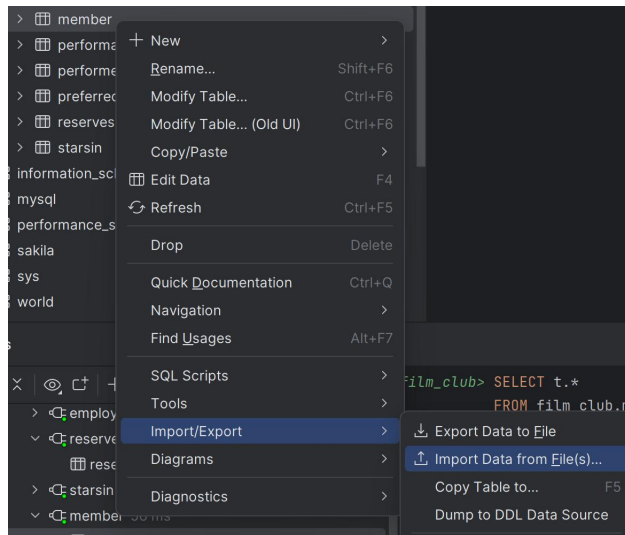 member
performa
performe
preferred
reserves
starsin
information_sc
mysql
performance_s
sakila
sys
world
s
New
Rename... Shift+F6
Modify Table... Ctrl+F6
Modify Table... (Old UI) Ctrl+F6
Copy/Paste
Edit Data F4
Refresh Ctrl+F5
Drop Delete
Quick Documentation Ctrl+Q
Navigation
Find Usages Alt+F7
SQL Scripts
Tools
Import/Export
Diagrams
Diagnostics
employ
reserve
rese
starsin
member
film_club> SELECT t.*
FROM film_club.
Export Data to File
Import Data from File(s)...
Copy Table to... F5
Dump to DDL Data Source